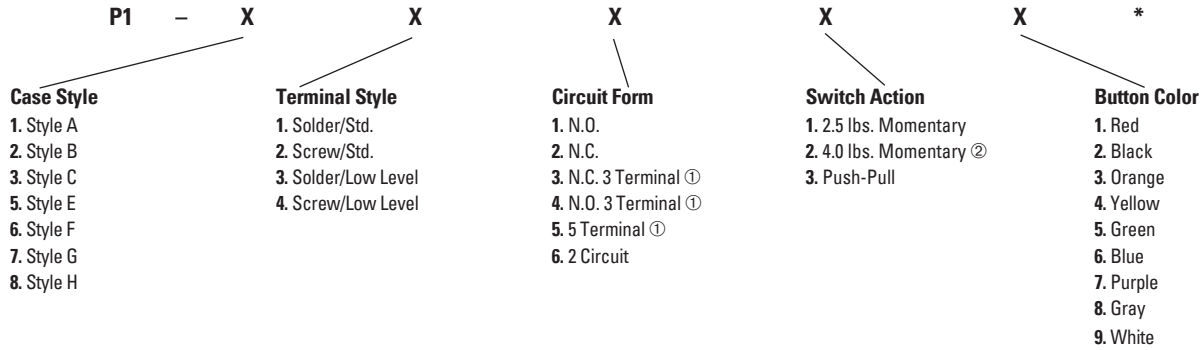 P1 – X X X X X *
Case Style
1. Style A
2. Style B
3. Style C
5. Style E
6. Style F
7. Style G
8. Style H
Terminal Style
1. Solder/Std.
2. Screw/Std.
3. Solder/Low Level
4. Screw/Low Level
Circuit Form
1. N.O.
2. N.C.
3. N.C. 3 Terminal ①
4. N.O. 3 Terminal ①
5. 5 Terminal ①
6. 2 Circuit
Switch Action
1. 2.5 lbs. Momentary
2. 4.0 lbs. Momentary ②
3. Push-Pull
Button Color
1. Red
2. Black
3. Orange
4. Yellow
5. Green
6. Blue
7. Purple
8. Gray
9. White